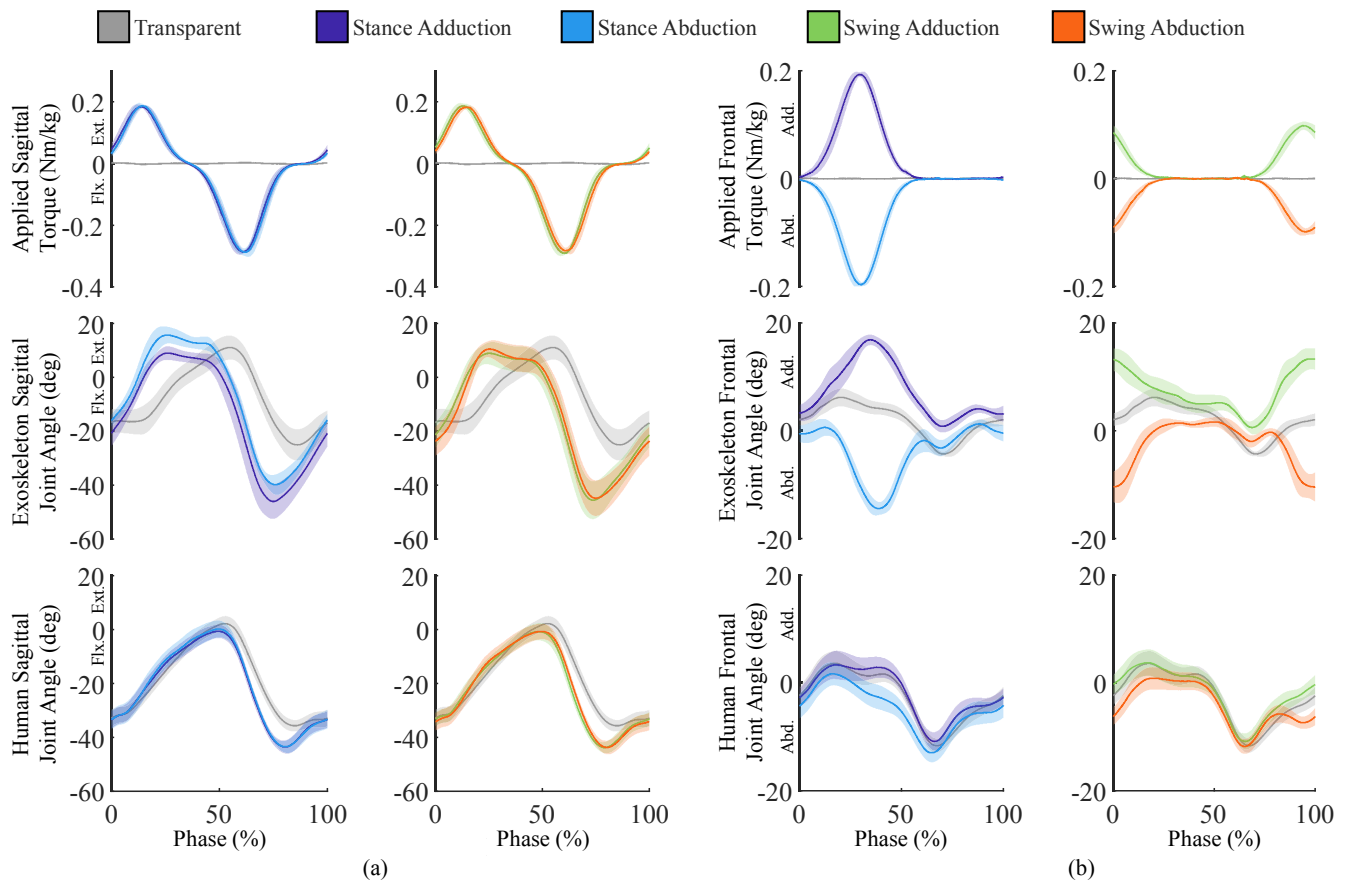 Transparent
Stance Adduction
Stance Abduction
Swing Adduction
Swing Abduction
Applied Sagittal
Torque (Nm/kg)
Flx. Ext.
0.2
0
-0.2
-0.4
0.2
0
-0.2
-0.4
Applied Frontal
Torque (Nm/kg)
Abd. Add.
0.2
0
-0.2
0.2
0
-0.2
Exoskeleton Sagittal
Joint Angle (deg)
Flx. Ext.
20
0
-20
-40
-60
20
0
-20
-40
-60
Exoskeleton Frontal
Joint Angle (deg)
Abd. Add.
20
0
-20
20
0
-20
Human Sagittal
Joint Angle (deg)
Flx. Ext.
20
0
-20
-40
-60
0 50 100
Phase (%)
20
0
-20
-40
-60
0 50 100
Phase (%)
Human Frontal
Joint Angle (deg)
Abd. Add.
20
0
-20
0 50 100
Phase (%)
20
0
-20
0 50 100
Phase (%)
(a)
(b)